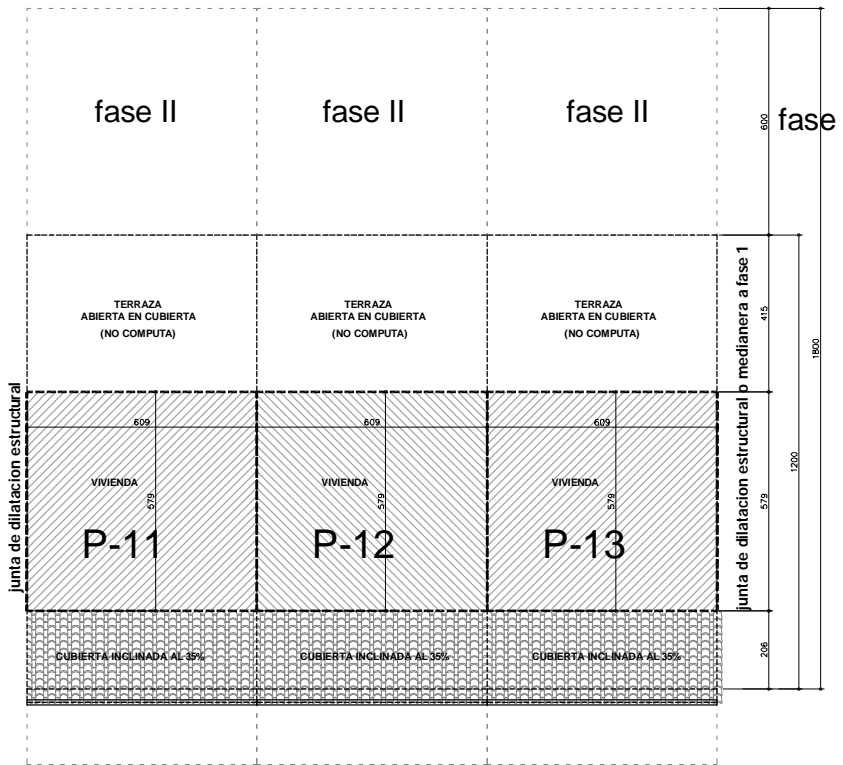 fase II
fase II
fase II
600
fase
TERRAZA
ABIERTA EN CUBIERTA
(NO COMPUTA)
TERRAZA
ABIERTA EN CUBIERTA
(NO COMPUTA)
TERRAZA
ABIERTA EN CUBIERTA
(NO COMPUTA)
415
1800
junta de dilatacion estructural
junta de dilatacion estructural o medianera a fase 1
609
609
609
1200
VIVIENDA
VIVIENDA
VIVIENDA
579
579
579
579
P-11
P-12
P-13
CUBIERTA INCLINADA AL 35%
CUBIERTA INCLINADA AL 35%
CUBIERTA INCLINADA AL 35%
206